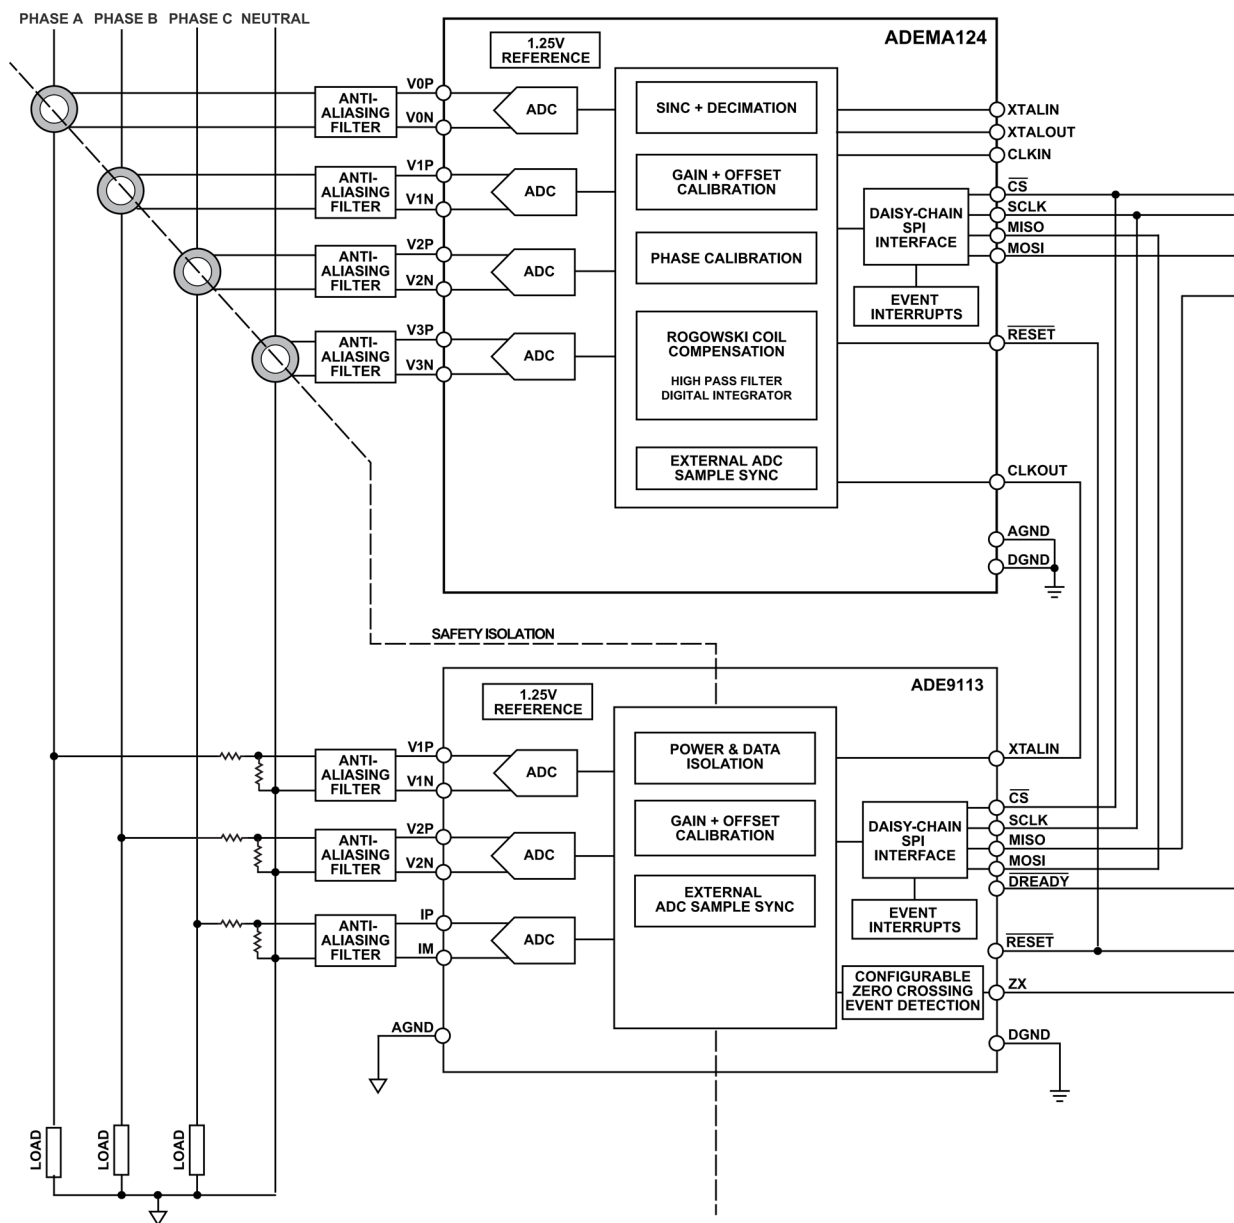 PHASE A PHASE B PHASE C NEUTRAL
ADEMA124
1.25V
REFERENCE
ANTI-
ALIASING
FILTER
V0P
V0N
ADC
ANTI-
ALIASING
FILTER
V1P
V1N
ADC
ANTI-
ALIASING
FILTER
V2P
V2N
ADC
ANTI-
ALIASING
FILTER
V3P
V3N
ADC
SINC + DECIMATION
GAIN + OFFSET
CALIBRATION
PHASE CALIBRATION
ROGOWSKI COIL
COMPENSATION
HIGH PASS FILTER
DIGITAL INTEGRATOR
EXTERNAL ADC
SAMPLE SYNC
DAISY-CHAIN
SPI
INTERFACE
EVENT
INTERRUPTS
XTALIN
XTALOUT
CLKIN
CS
SCLK
MISO
MOSI
RESET
CLKOUT
AGND
DGND
SAFETY ISOLATION
ADE9113
1.25V
REFERENCE
ANTI-
ALIASING
FILTER
V1P
V1N
ADC
ANTI-
ALIASING
FILTER
V2P
V2N
ADC
ANTI-
ALIASING
FILTER
IP
IM
ADC
AGND
POWER & DATA
ISOLATION
GAIN + OFFSET
CALIBRATION
EXTERNAL
ADC SAMPLE SYNC
DAISY-CHAIN
SPI
INTERFACE
EVENT
INTERRUPTS
CONFIGURABLE
ZERO CROSSING
EVENT DETECTION
XTALIN
CS
SCLK
MISO
MOSI
DREADY
RESET
ZX
DGND
LOAD
LOAD
LOAD